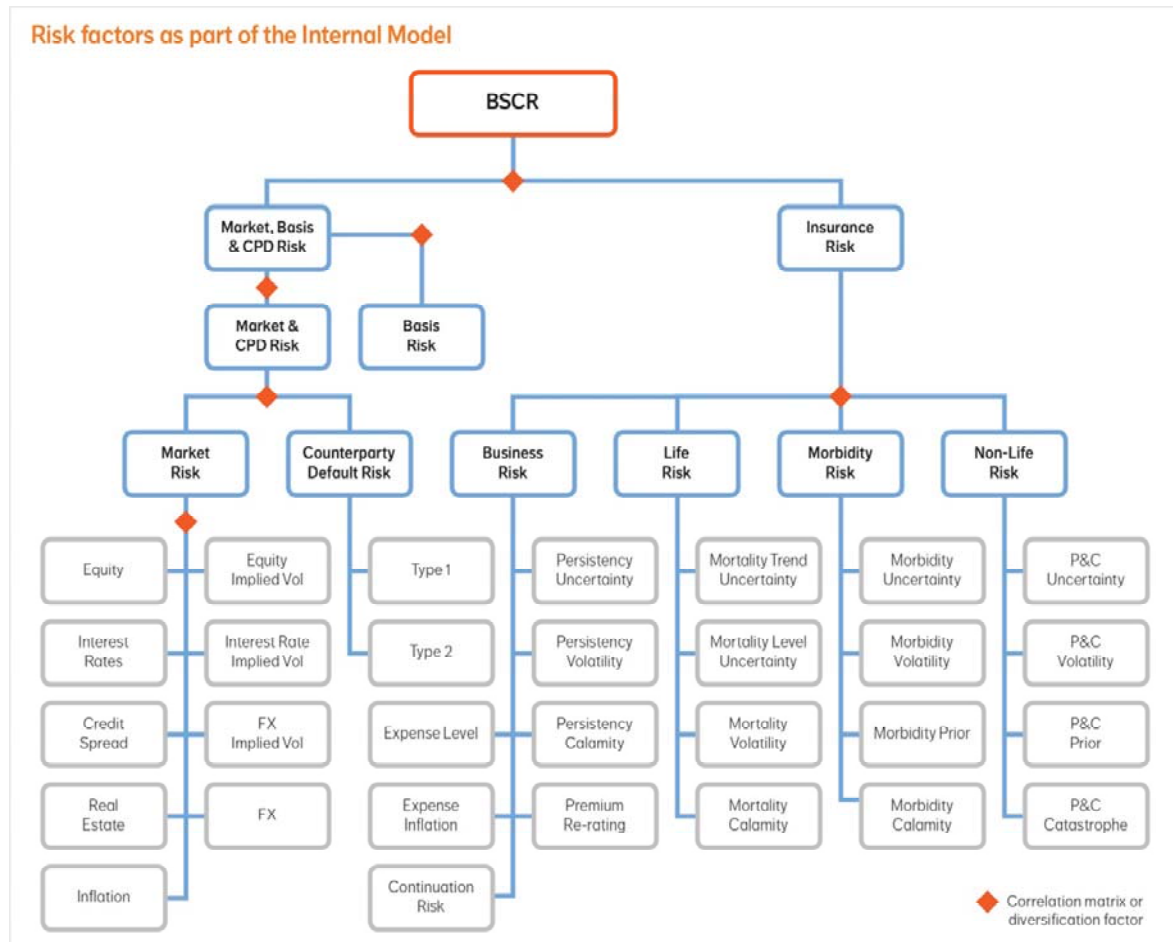 Risk factors as part of the Internal Model
BSCR
Market, Basis
& CPD Risk
Insurance
Risk
Market &
CPD Risk
Basis
Risk
Market
Risk
Counterparty
Default Risk
Business
Risk
Life
Risk
Morbidity
Risk
Non-Life
Risk
Equity
Equity
Implied Vol
Type 1
Persistency
Uncertainty
Mortality Trend
Uncertainty
Morbidity
Uncertainty
P&C
Uncertainty
Interest
Rates
Interest Rate
Implied Vol
Type 2
Persistency
Volatility
Mortality Level
Uncertainty
Morbidity
Volatility
P&C
Volatility
Credit
Spread
FX
Implied Vol
Expense Level
Persistency
Calamity
Mortality
Volatility
Morbidity Prior
P&C
Prior
Real
Estate
FX
Expense
Inflation
Premium
Re-rating
Mortality
Calamity
Morbidity
Calamity
P&C
Catastrophe
Inflation
Continuation
Risk
Correlation matrix or
diversification factor